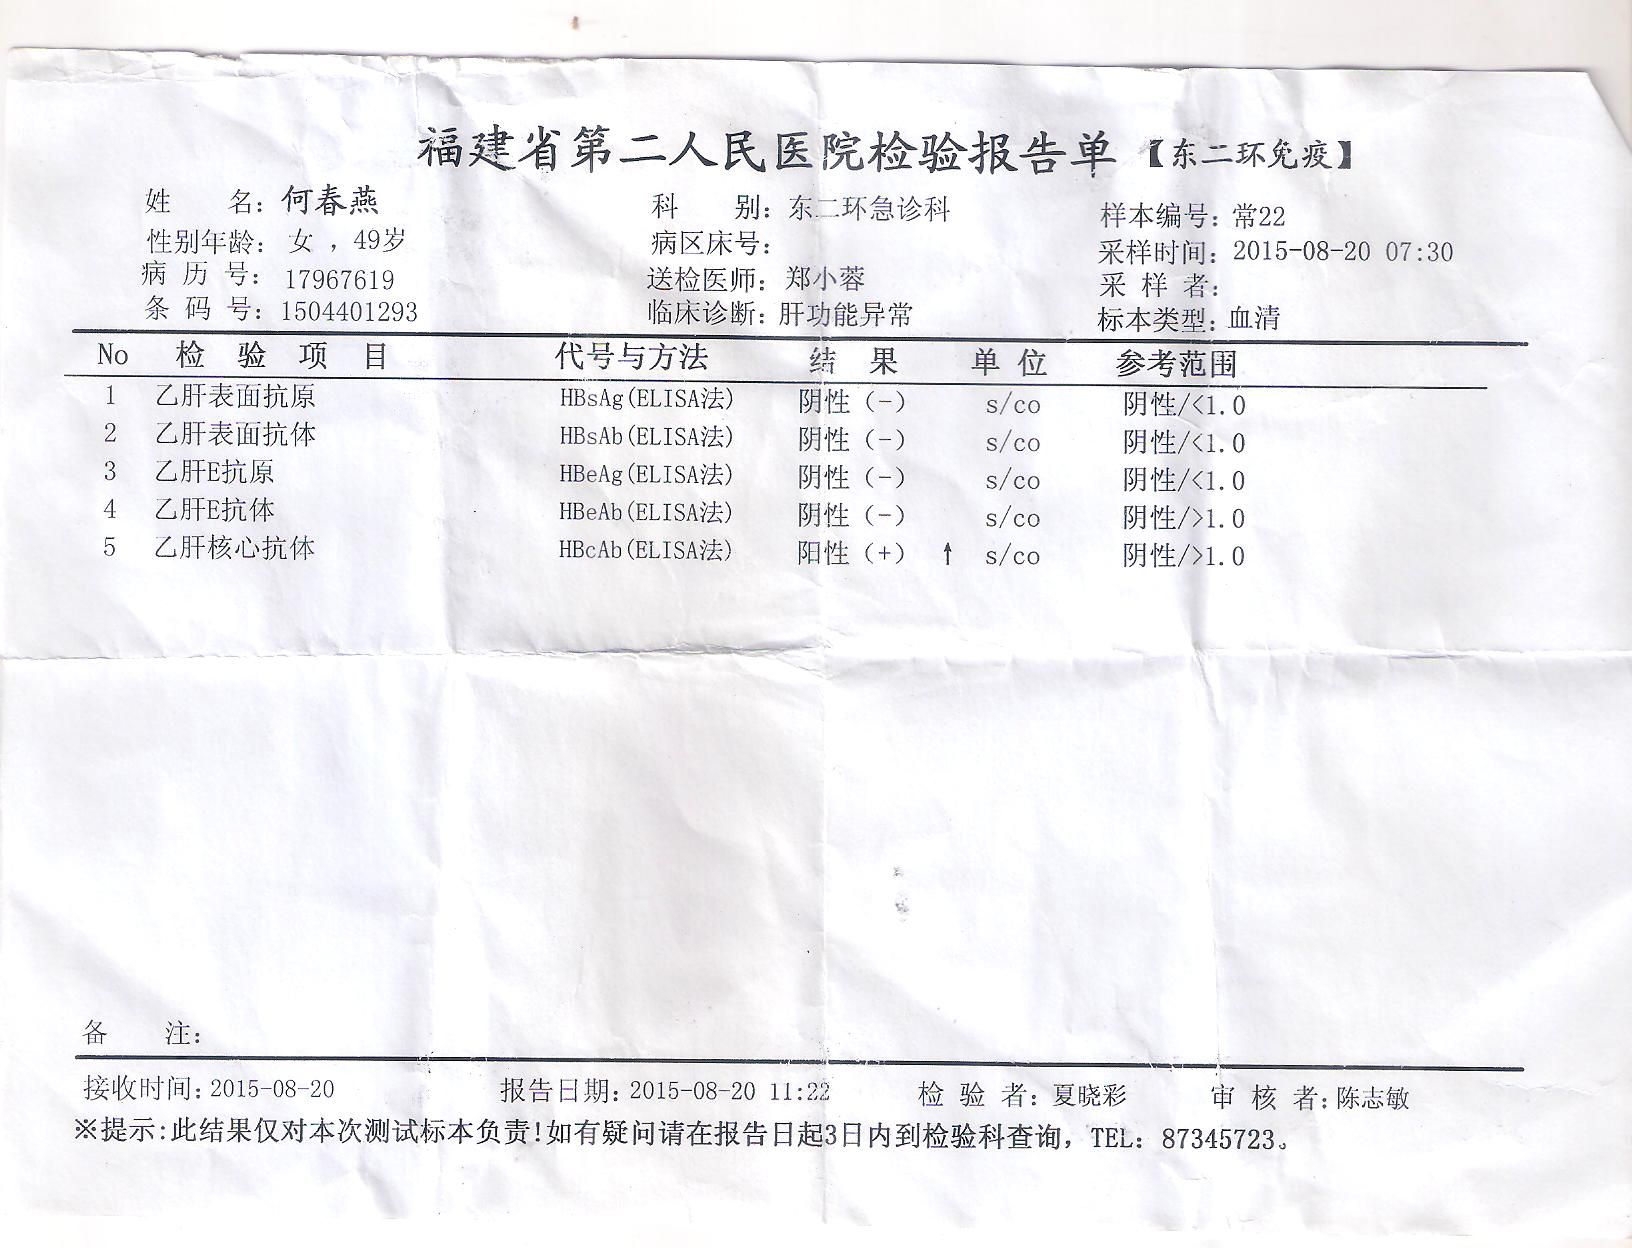 福建省第二人民医院检验报告单【东二环免疫】
姓 名：何春燕 科 别：东二环急诊科 样本编号：常22
性别年龄： 女 ，49岁 病区床号： 采样时间：2015-08-20 07:30
病 历 号： 17967619 送检医师：郑小蓉 采 样 者：
条 码 号：1504401293 临床诊断：肝功能异常 标本类型：血清
No 检 验 项 目 代号与方法 结 果 单 位 参考范围
1 乙肝表面抗原 HBsAg(ELISA法) 阴性（-） s/co 阴性/<1.0
2 乙肝表面抗体 HBsAb(ELISA法) 阴性（-） s/co 阴性/<1.0
3 乙肝E抗原 HBeAg(ELISA法) 阴性（-） s/co 阴性/<1.0
4 乙肝E抗体 HBeAb(ELISA法) 阴性（-） s/co 阴性/>1.0
5 乙肝核心抗体 HBcAb(ELISA法) 阳性（+） ↑ s/co 阴性/>1.0
备 注：
接收时间：2015-08-20 报告日期：2015-08-20 11:22 检 验 者：夏晓彩 审 核 者：陈志敏
※提示：此结果仅对本次测试标本负责！如有疑问请在报告日起3日内到检验科查询，TEL：87345723。